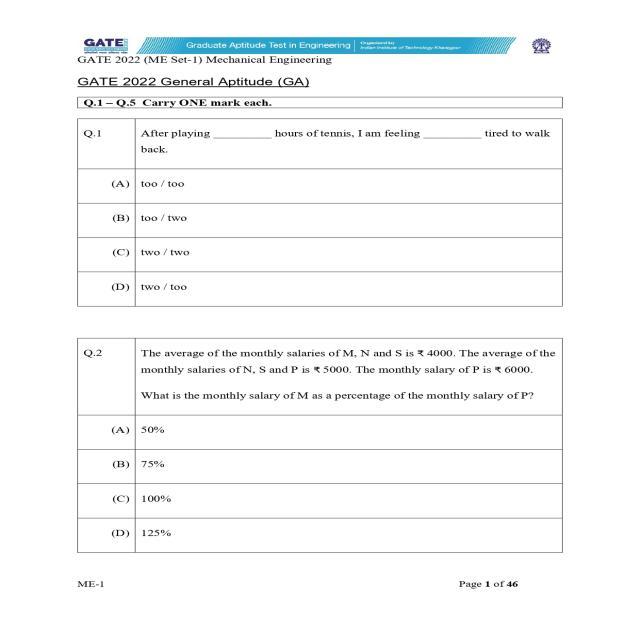 GATE
Graduate Aptitude Test in Engineering
Organised by
Indian Institute of Technology Kharagpur
GATE 2022 (ME Set-1) Mechanical Engineering
GATE 2022 General Aptitude (GA)
Q.1 – Q.5 Carry ONE mark each.
Q.1 After playing __________ hours of tennis, I am feeling __________ tired to walk
back.
(A) too / too
(B) too / two
(C) two / two
(D) two / too
Q.2 The average of the monthly salaries of M, N and S is ₹ 4000. The average of the
monthly salaries of N, S and P is ₹ 5000. The monthly salary of P is ₹ 6000.
What is the monthly salary of M as a percentage of the monthly salary of P?
(A) 50%
(B) 75%
(C) 100%
(D) 125%
ME-1 Page 1 of 46